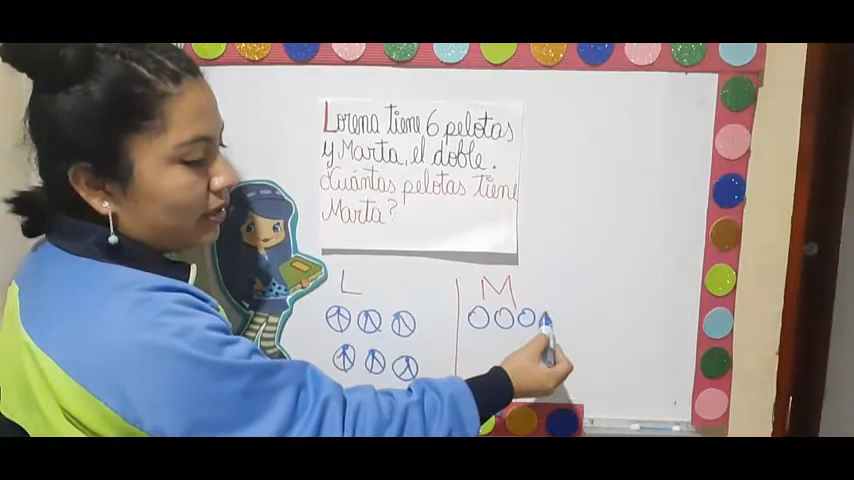 Lorena tiene 6 pelotas
y Marta, el doble.
¿Cuántas pelotas tiene
Marta?
L M